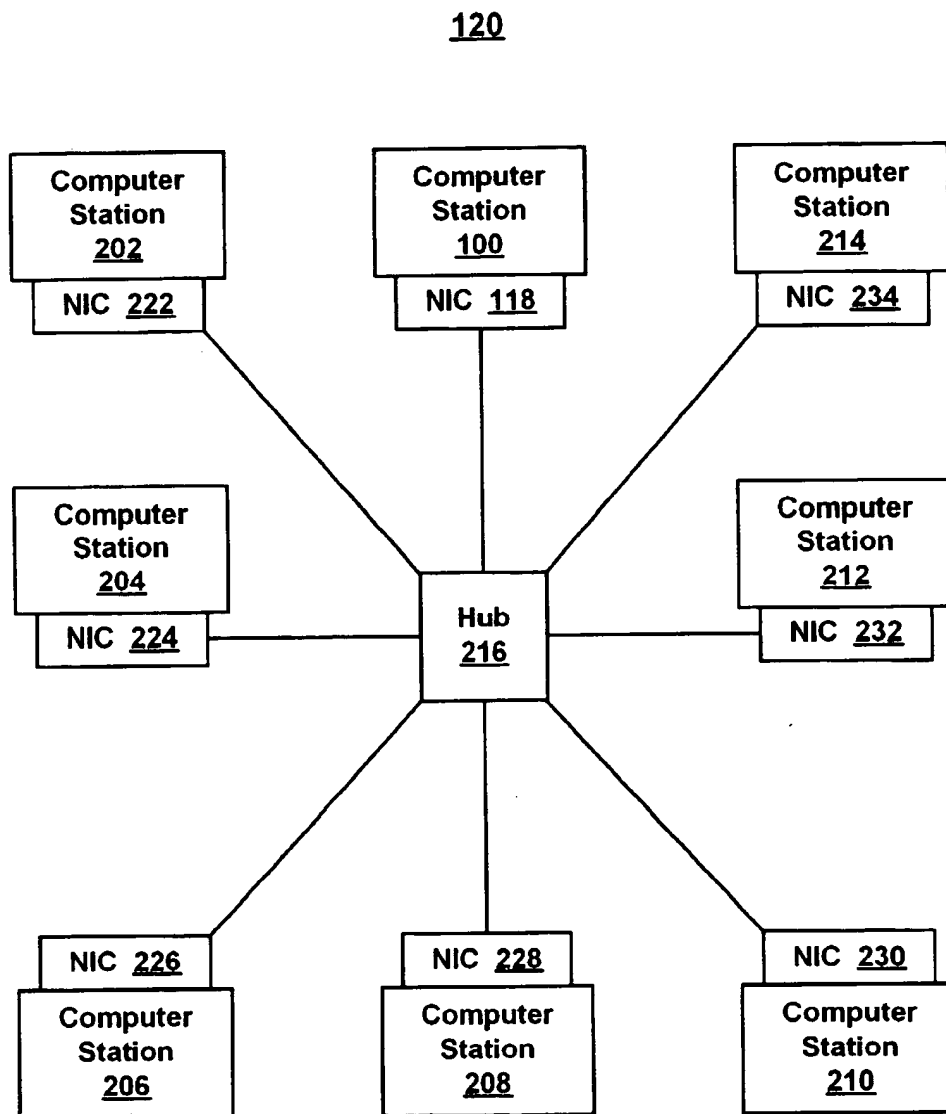 120
Computer
Station
202
NIC 222
Computer
Station
100
NIC 118
Computer
Station
214
NIC 234
Computer
Station
204
NIC 224
Hub
216
Computer
Station
212
NIC 232
NIC 226
Computer
Station
206
NIC 228
Computer
Station
208
NIC 230
Computer
Station
210